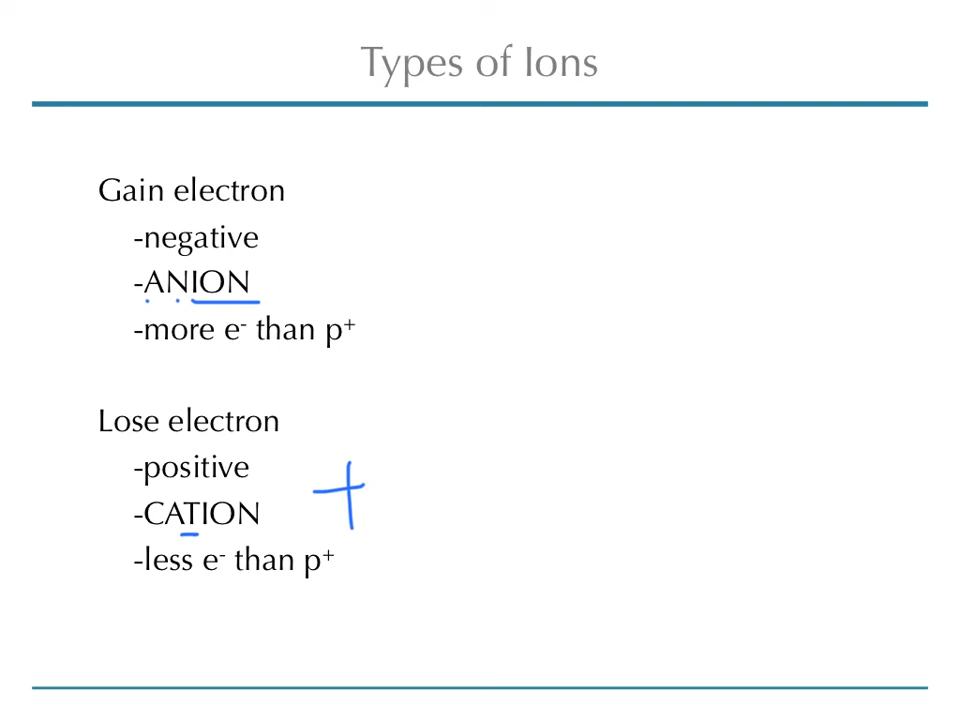 Types of Ions
Gain electron
-negative
-ANION
-more e⁻ than p⁺
Lose electron
-positive
-CATION
+
-less e⁻ than p⁺